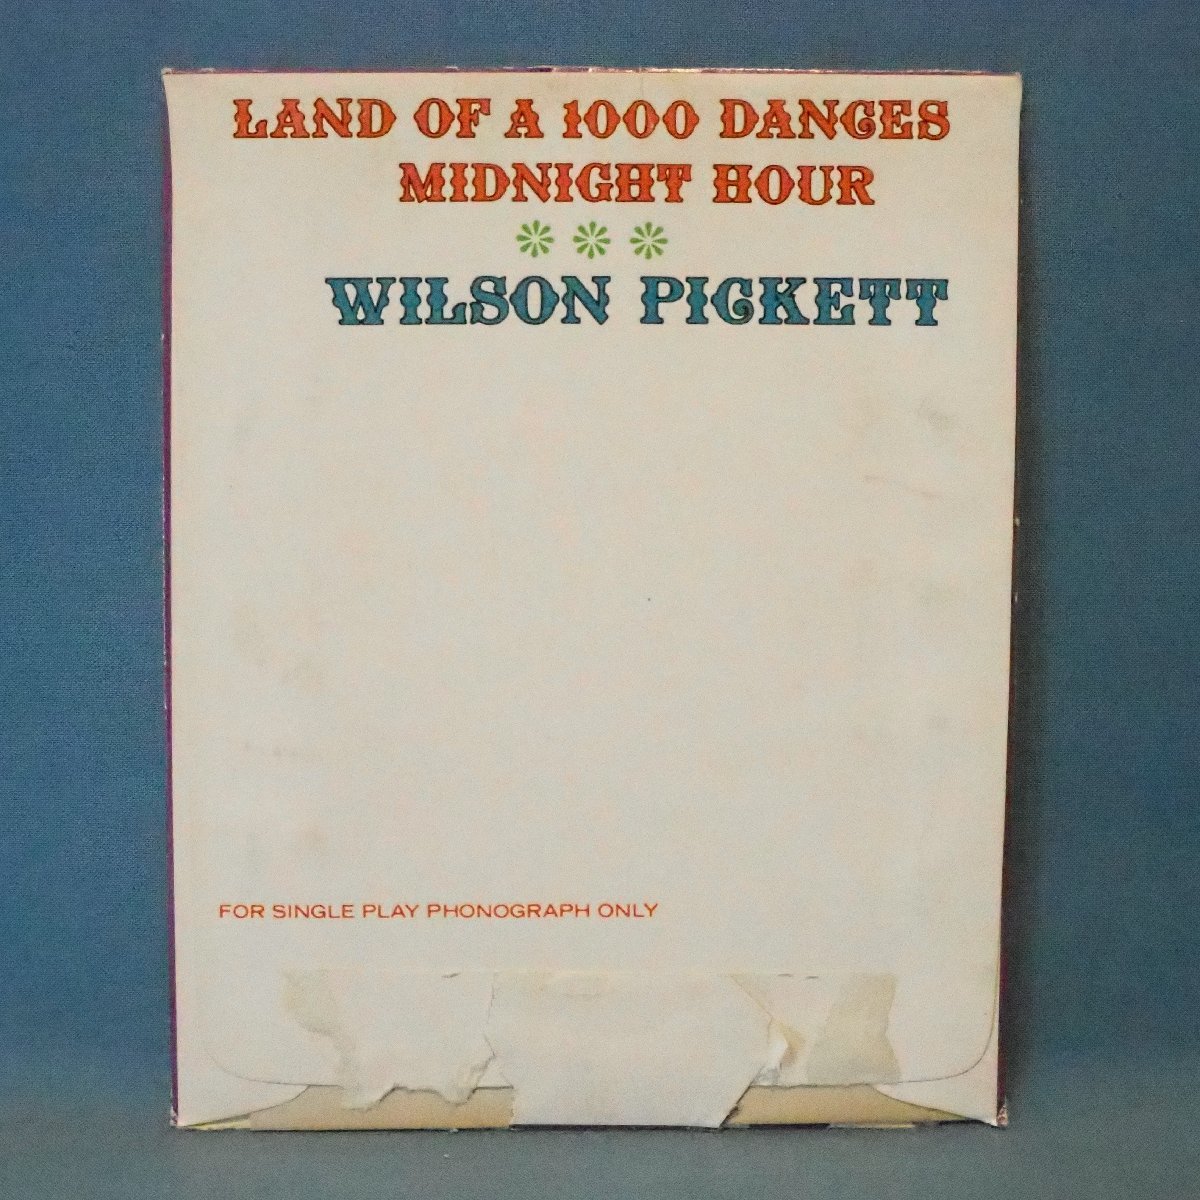 LAND OF A 1000 DANCES
MIDNIGHT HOUR
WILSON PICKETT
FOR SINGLE PLAY PHONOGRAPH ONLY